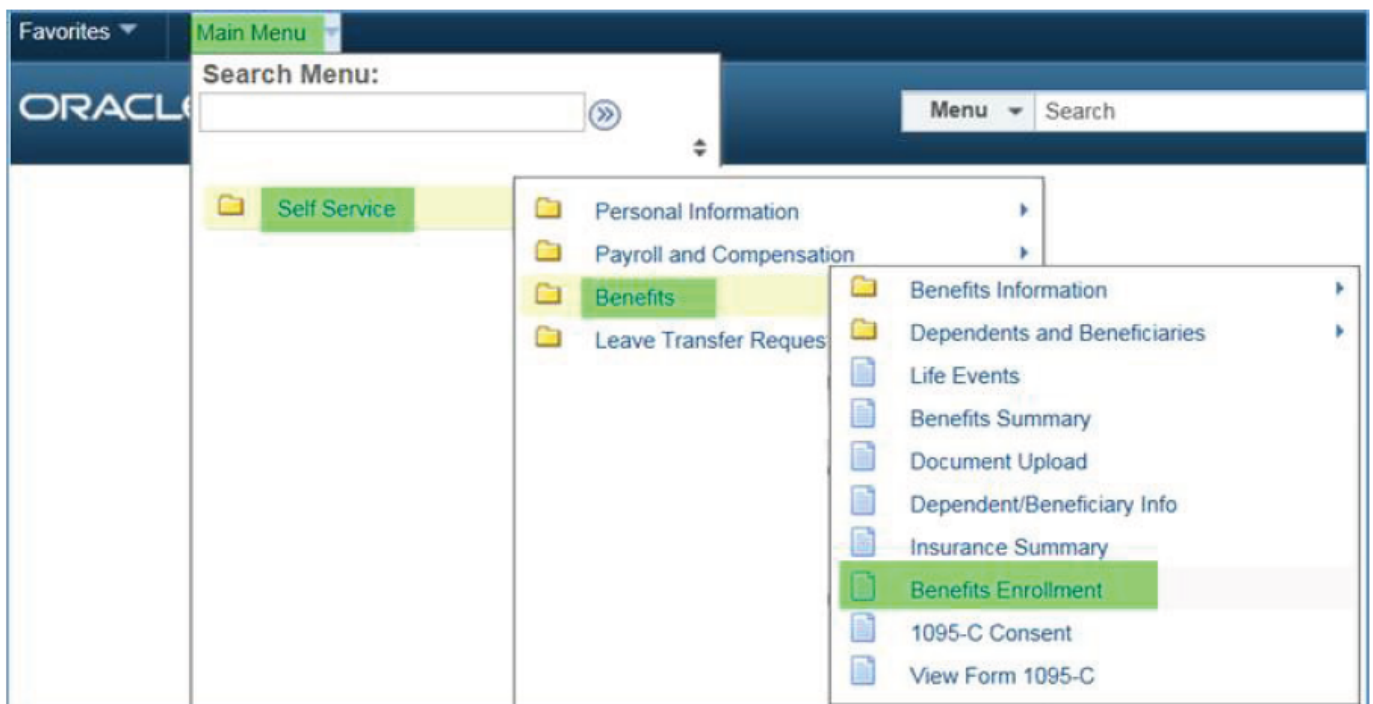 Favorites
Main Menu
Search Menu:
ORACLE
Menu
Search
Self Service
Personal Information
Payroll and Compensation
Benefits
Leave Transfer Reques
Benefits Information
Dependents and Beneficiaries
Life Events
Benefits Summary
Document Upload
Dependent/Beneficiary Info
Insurance Summary
Benefits Enrollment
1095-C Consent
View Form 1095-C